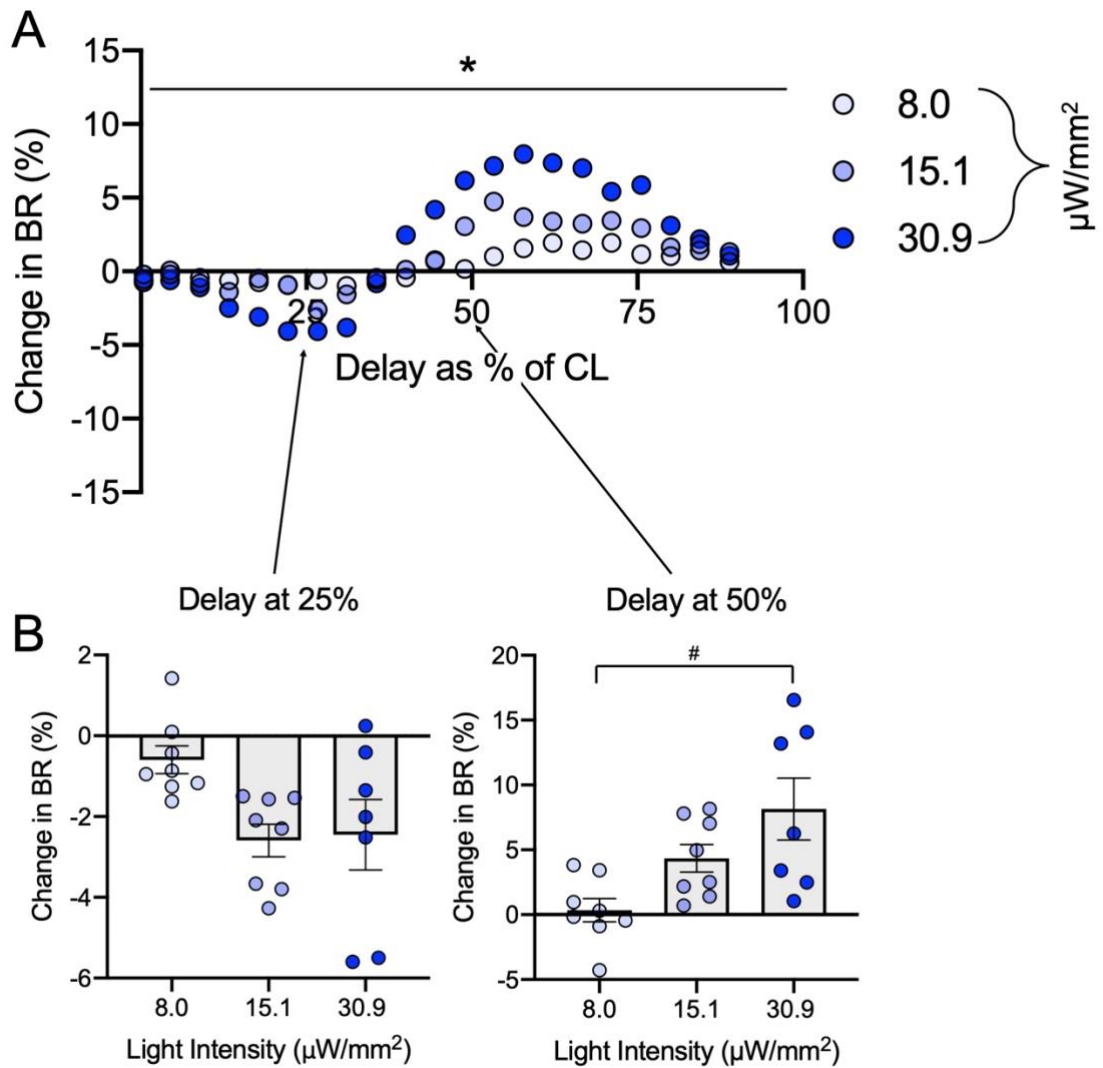 A
15
10
5
0
-5
-10
-15
Change in BR (%)
*
25
50
75
100
Delay as % of CL
8.0
15.1
30.9
µW/mm²
Delay at 25%
Delay at 50%
B
2
0
-2
-4
-6
Change in BR (%)
8.0 15.1 30.9
Light Intensity (µW/mm²)
20
15
10
5
0
-5
Change in BR (%)
#
8.0 15.1 30.9
Light Intensity (µW/mm²)